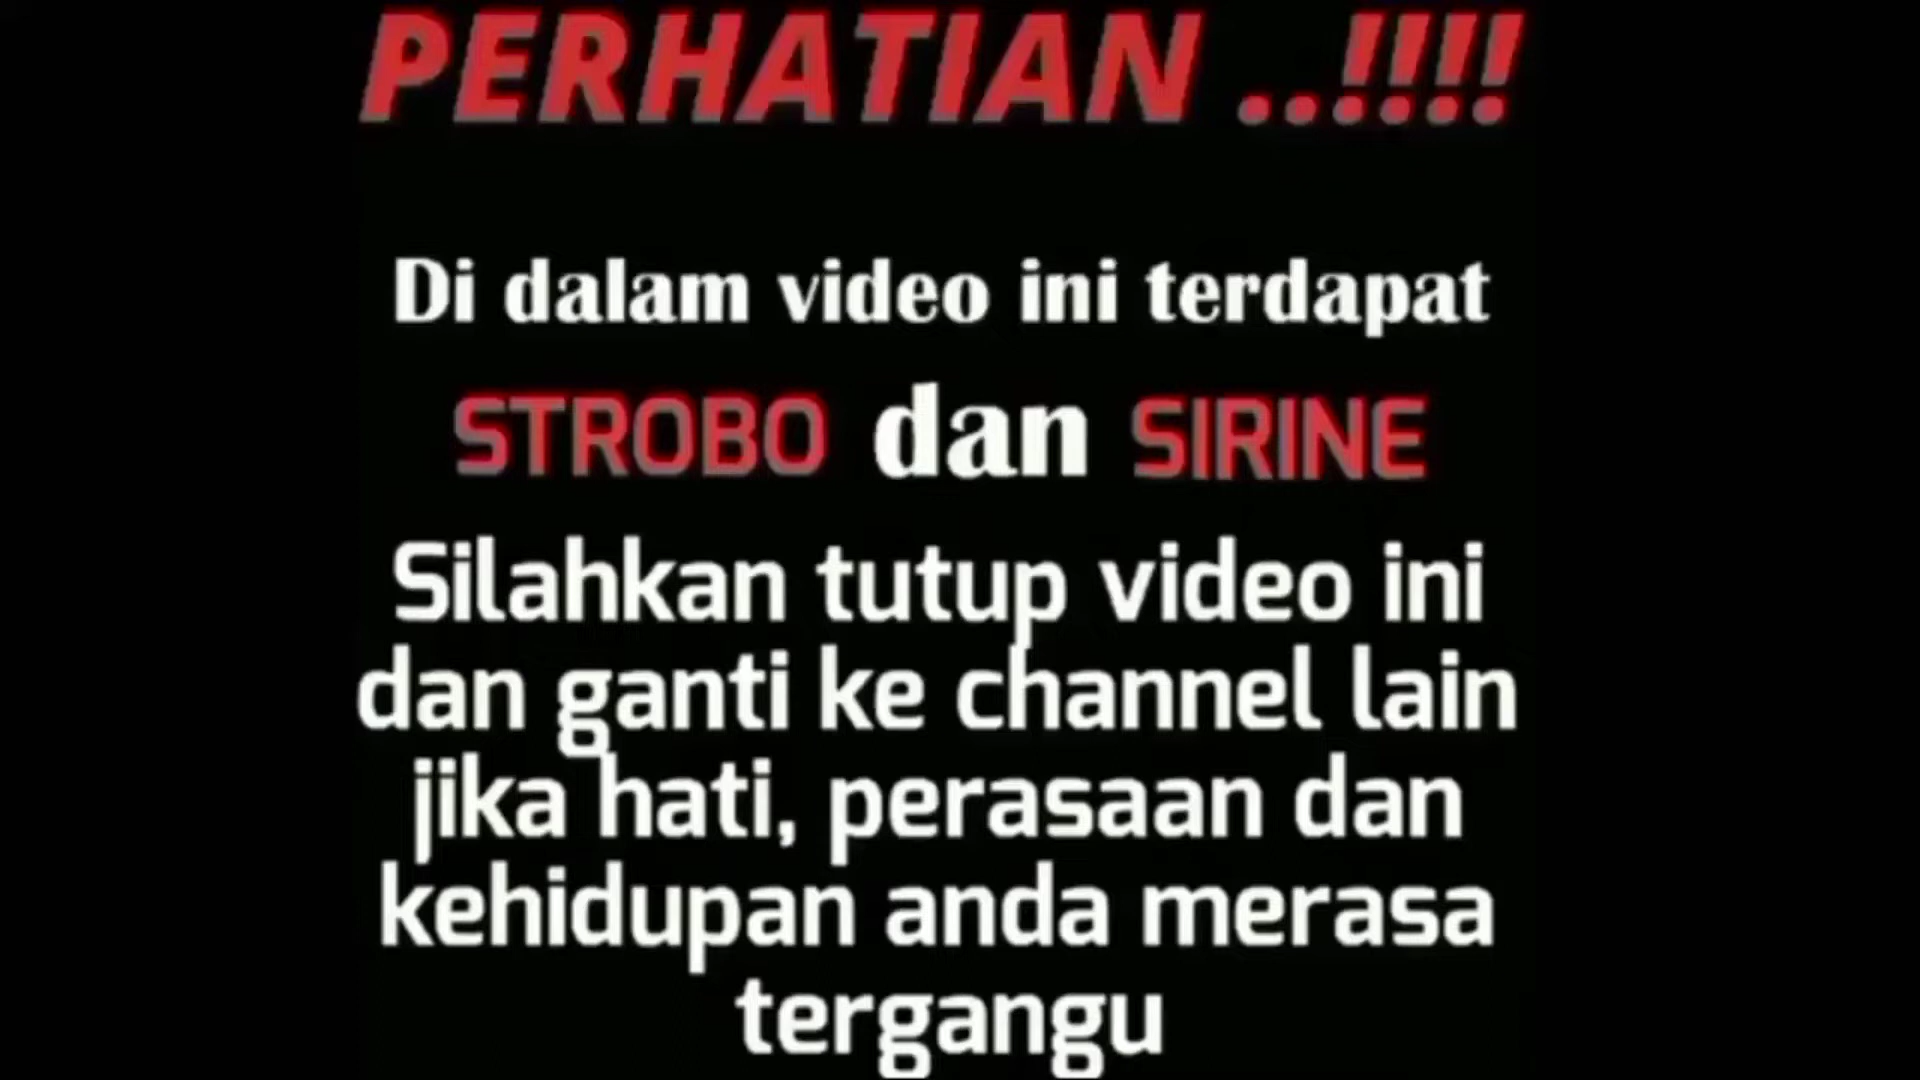 PERHATIAN ..!!!!
Di dalam video ini terdapat
STROBO dan SIRINE
Silahkan tutup video ini
dan ganti ke channel lain
jika hati, perasaan dan
kehidupan anda merasa
tergangu